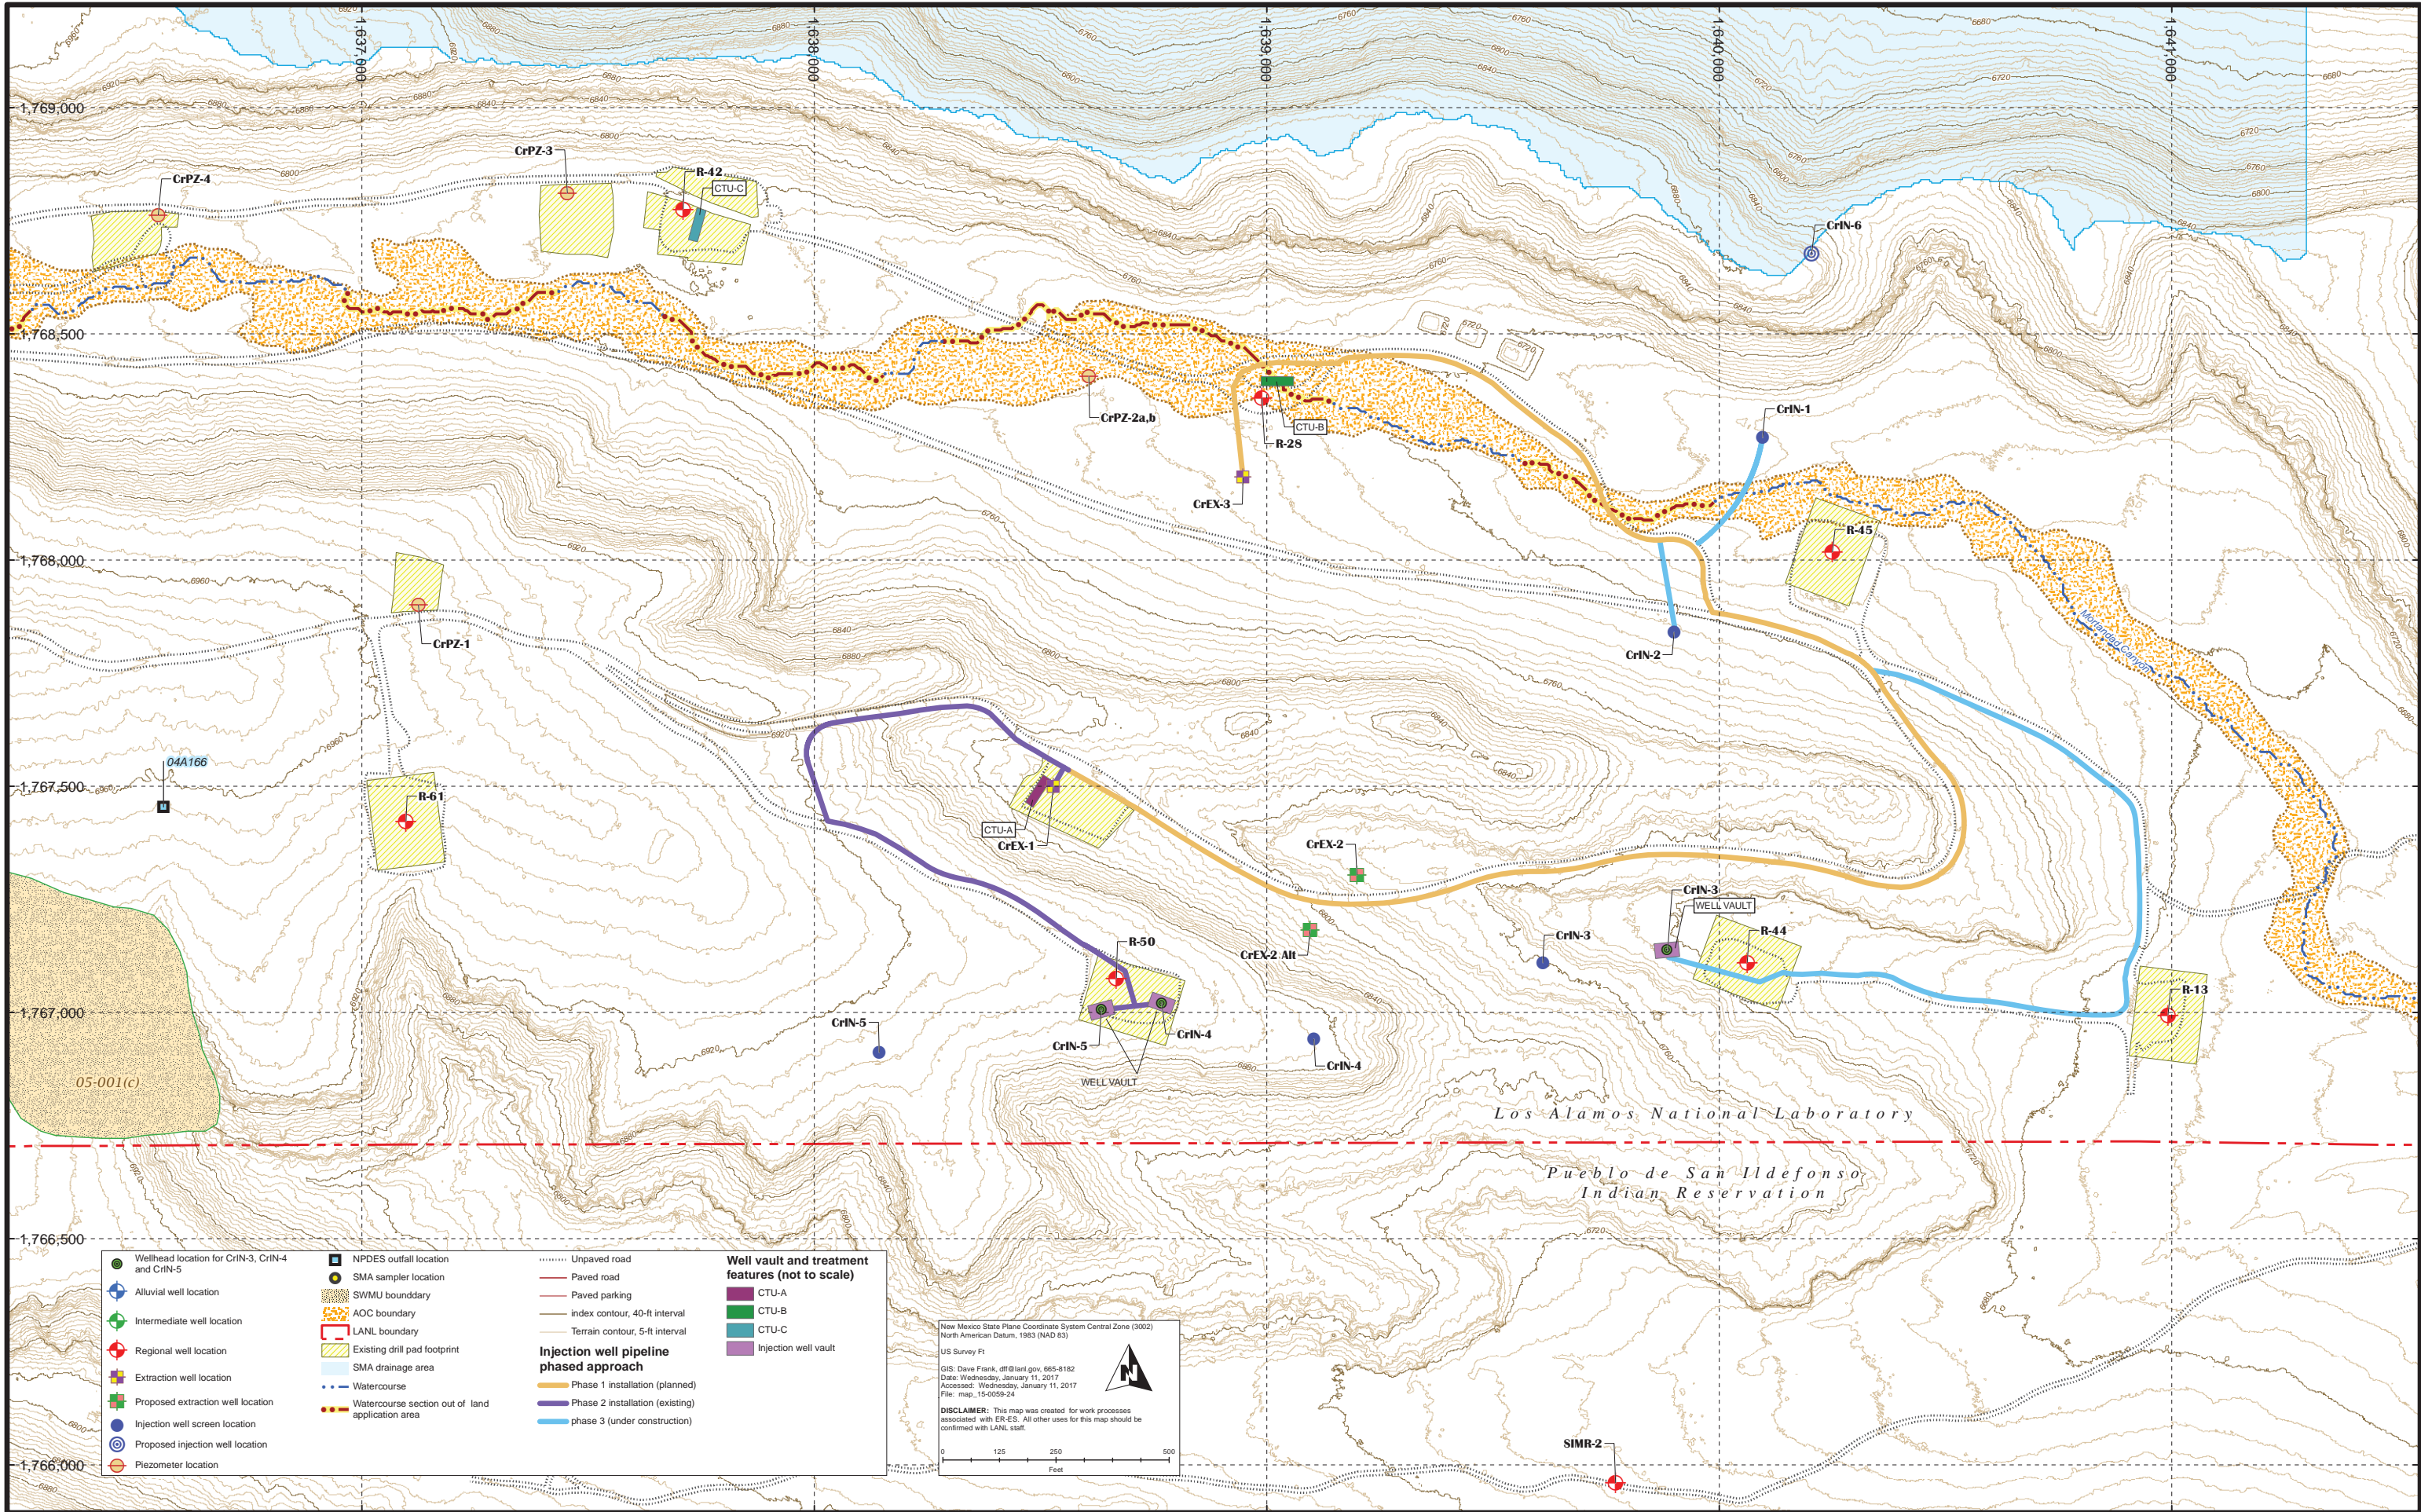 1,637,000
1,638,000
1,639,000
1,640,000
1,641,000
1,769,000
1,768,500
1,768,000
1,767,500
1,767,000
1,766,500
1,766,000
CrPZ-4
CrPZ-3
R-42
CTU-C
CrIN-6
CrPZ-2a,b
CTU-B
R-28
CrEX-3
CrIN-1
R-45
CrIN-2
Mortandad Canyon
CrPZ-1
04A166
R-61
CTU-A
CrEX-1
CrEX-2
CrEX-2 Alt
CrIN-3
CrIN-3
WELL VAULT
R-44
R-50
R-13
CrIN-5
CrIN-5
CrIN-4
WELL VAULT
CrIN-4
05-001(c)
Los Alamos National Laboratory
Pueblo de San Ildefonso
Indian Reservation
SIMR-2
6920
6960
6880
6840
6800
6760
6720
6680
Wellhead location for CrIN-3, CrIN-4
and CrIN-5
Alluvial well location
Intermediate well location
Regional well location
Extraction well location
Proposed extraction well location
Injection well screen location
Proposed injection well location
Piezometer location
NPDES outfall location
SMA sampler location
SWMU bounddary
AOC boundary
LANL boundary
Existing drill pad footprint
SMA drainage area
Watercourse
Watercourse section out of land
application area
Unpaved road
Paved road
Paved parking
index contour, 40-ft interval
Terrain contour, 5-ft interval
Injection well pipeline
phased approach
Phase 1 installation (planned)
Phase 2 installation (existing)
phase 3 (under construction)
Well vault and treatment
features (not to scale)
CTU-A
CTU-B
CTU-C
Injection well vault
New Mexico State Plane Coordinate System Central Zone (3002)
North American Datum, 1983 (NAD 83)
US Survey Ft
GIS: Dave Frank, dff@lanl.gov, 665-8182
Date: Wednesday, January 11, 2017
Accessed: Wednesday, January 11, 2017
File: map_15-0059-24
N
DISCLAIMER: This map was created for work processes
associated with ER-ES. All other uses for this map should be
confirmed with LANL staff.
0 125 250 500
Feet